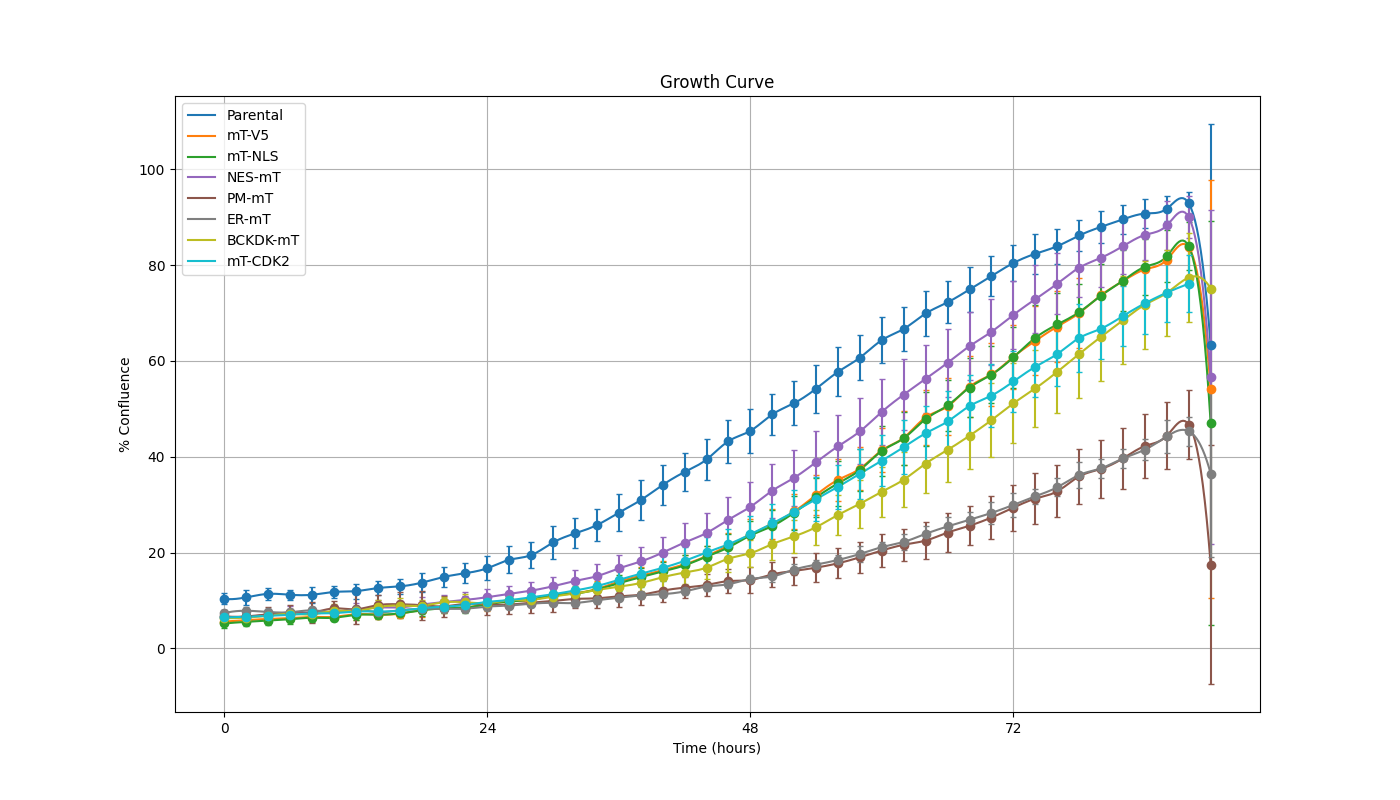 Growth Curve
Parental
mT-V5
mT-NLS
NES-mT
PM-mT
ER-mT
BCKDK-mT
mT-CDK2
% Confluence
100
80
60
40
20
0
0 24 48 72
Time (hours)